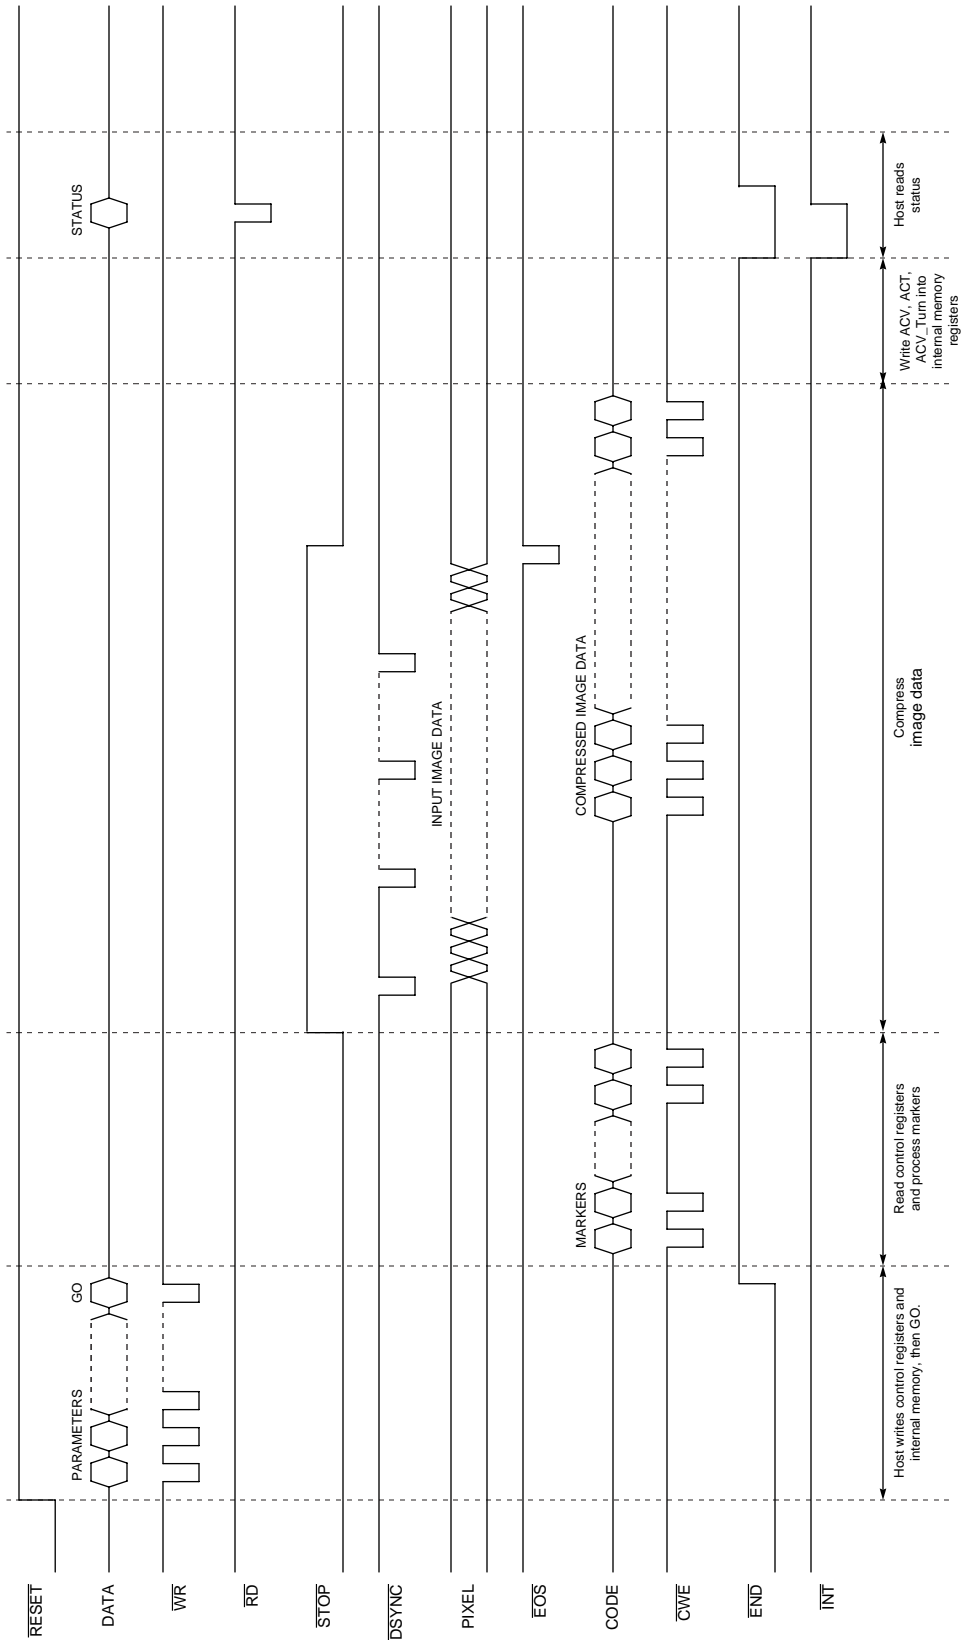 RESET
DATA
WR
RD
STOP
DSYNC
PIXEL
EOS
CODE
CWE
END
INT
PARAMETERS
GO
STATUS
INPUT IMAGE DATA
MARKERS
COMPRESSED IMAGE DATA
Host writes control registers and
internal memory, then GO.
Read control registers
and process markers
Compress
image data
Write ACV, ACT,
ACV_Turn into
internal memory
registers
Host reads
status